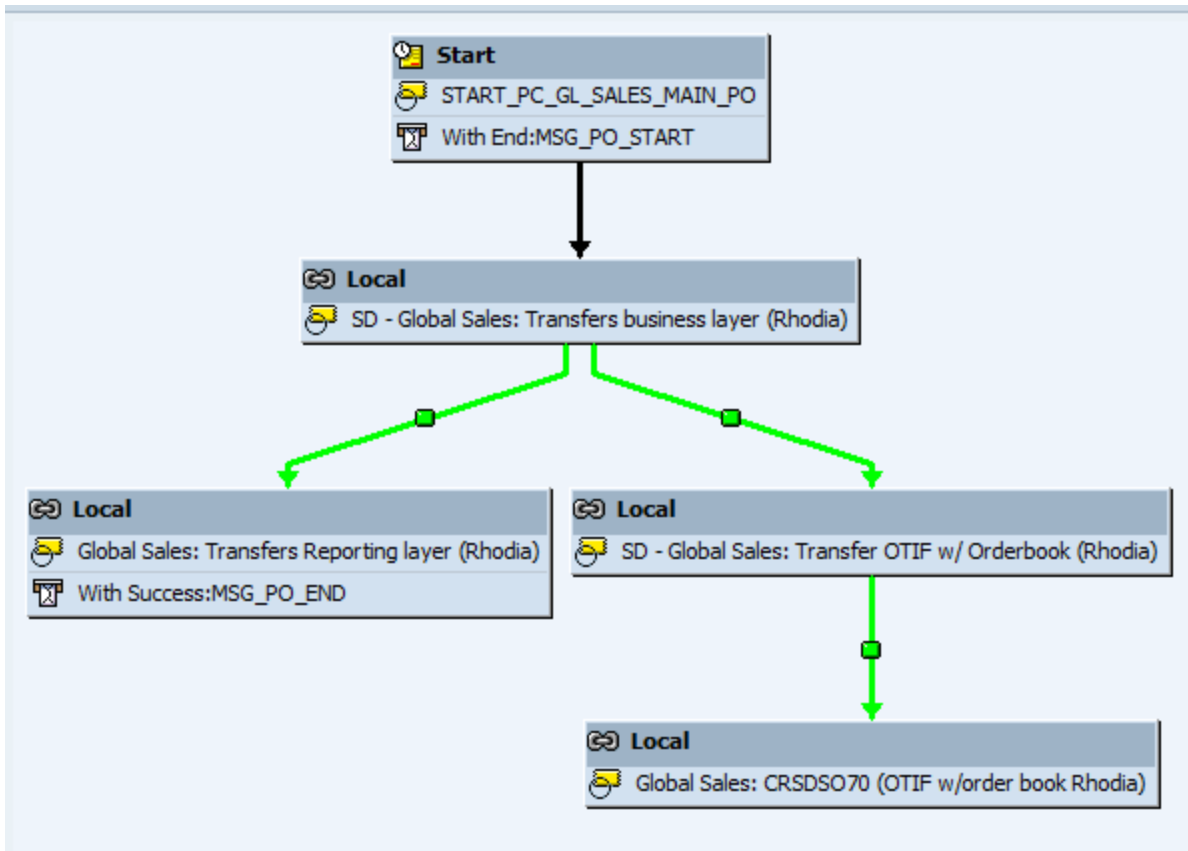 Start
START_PC_GL_SALES_MAIN_PO
With End:MSG_PO_START
Local
SD - Global Sales: Transfers business layer (Rhodia)
Local
Global Sales: Transfers Reporting layer (Rhodia)
With Success:MSG_PO_END
Local
SD - Global Sales: Transfer OTIF w/ Orderbook (Rhodia)
Local
Global Sales: CRSDSO70 (OTIF w/order book Rhodia)